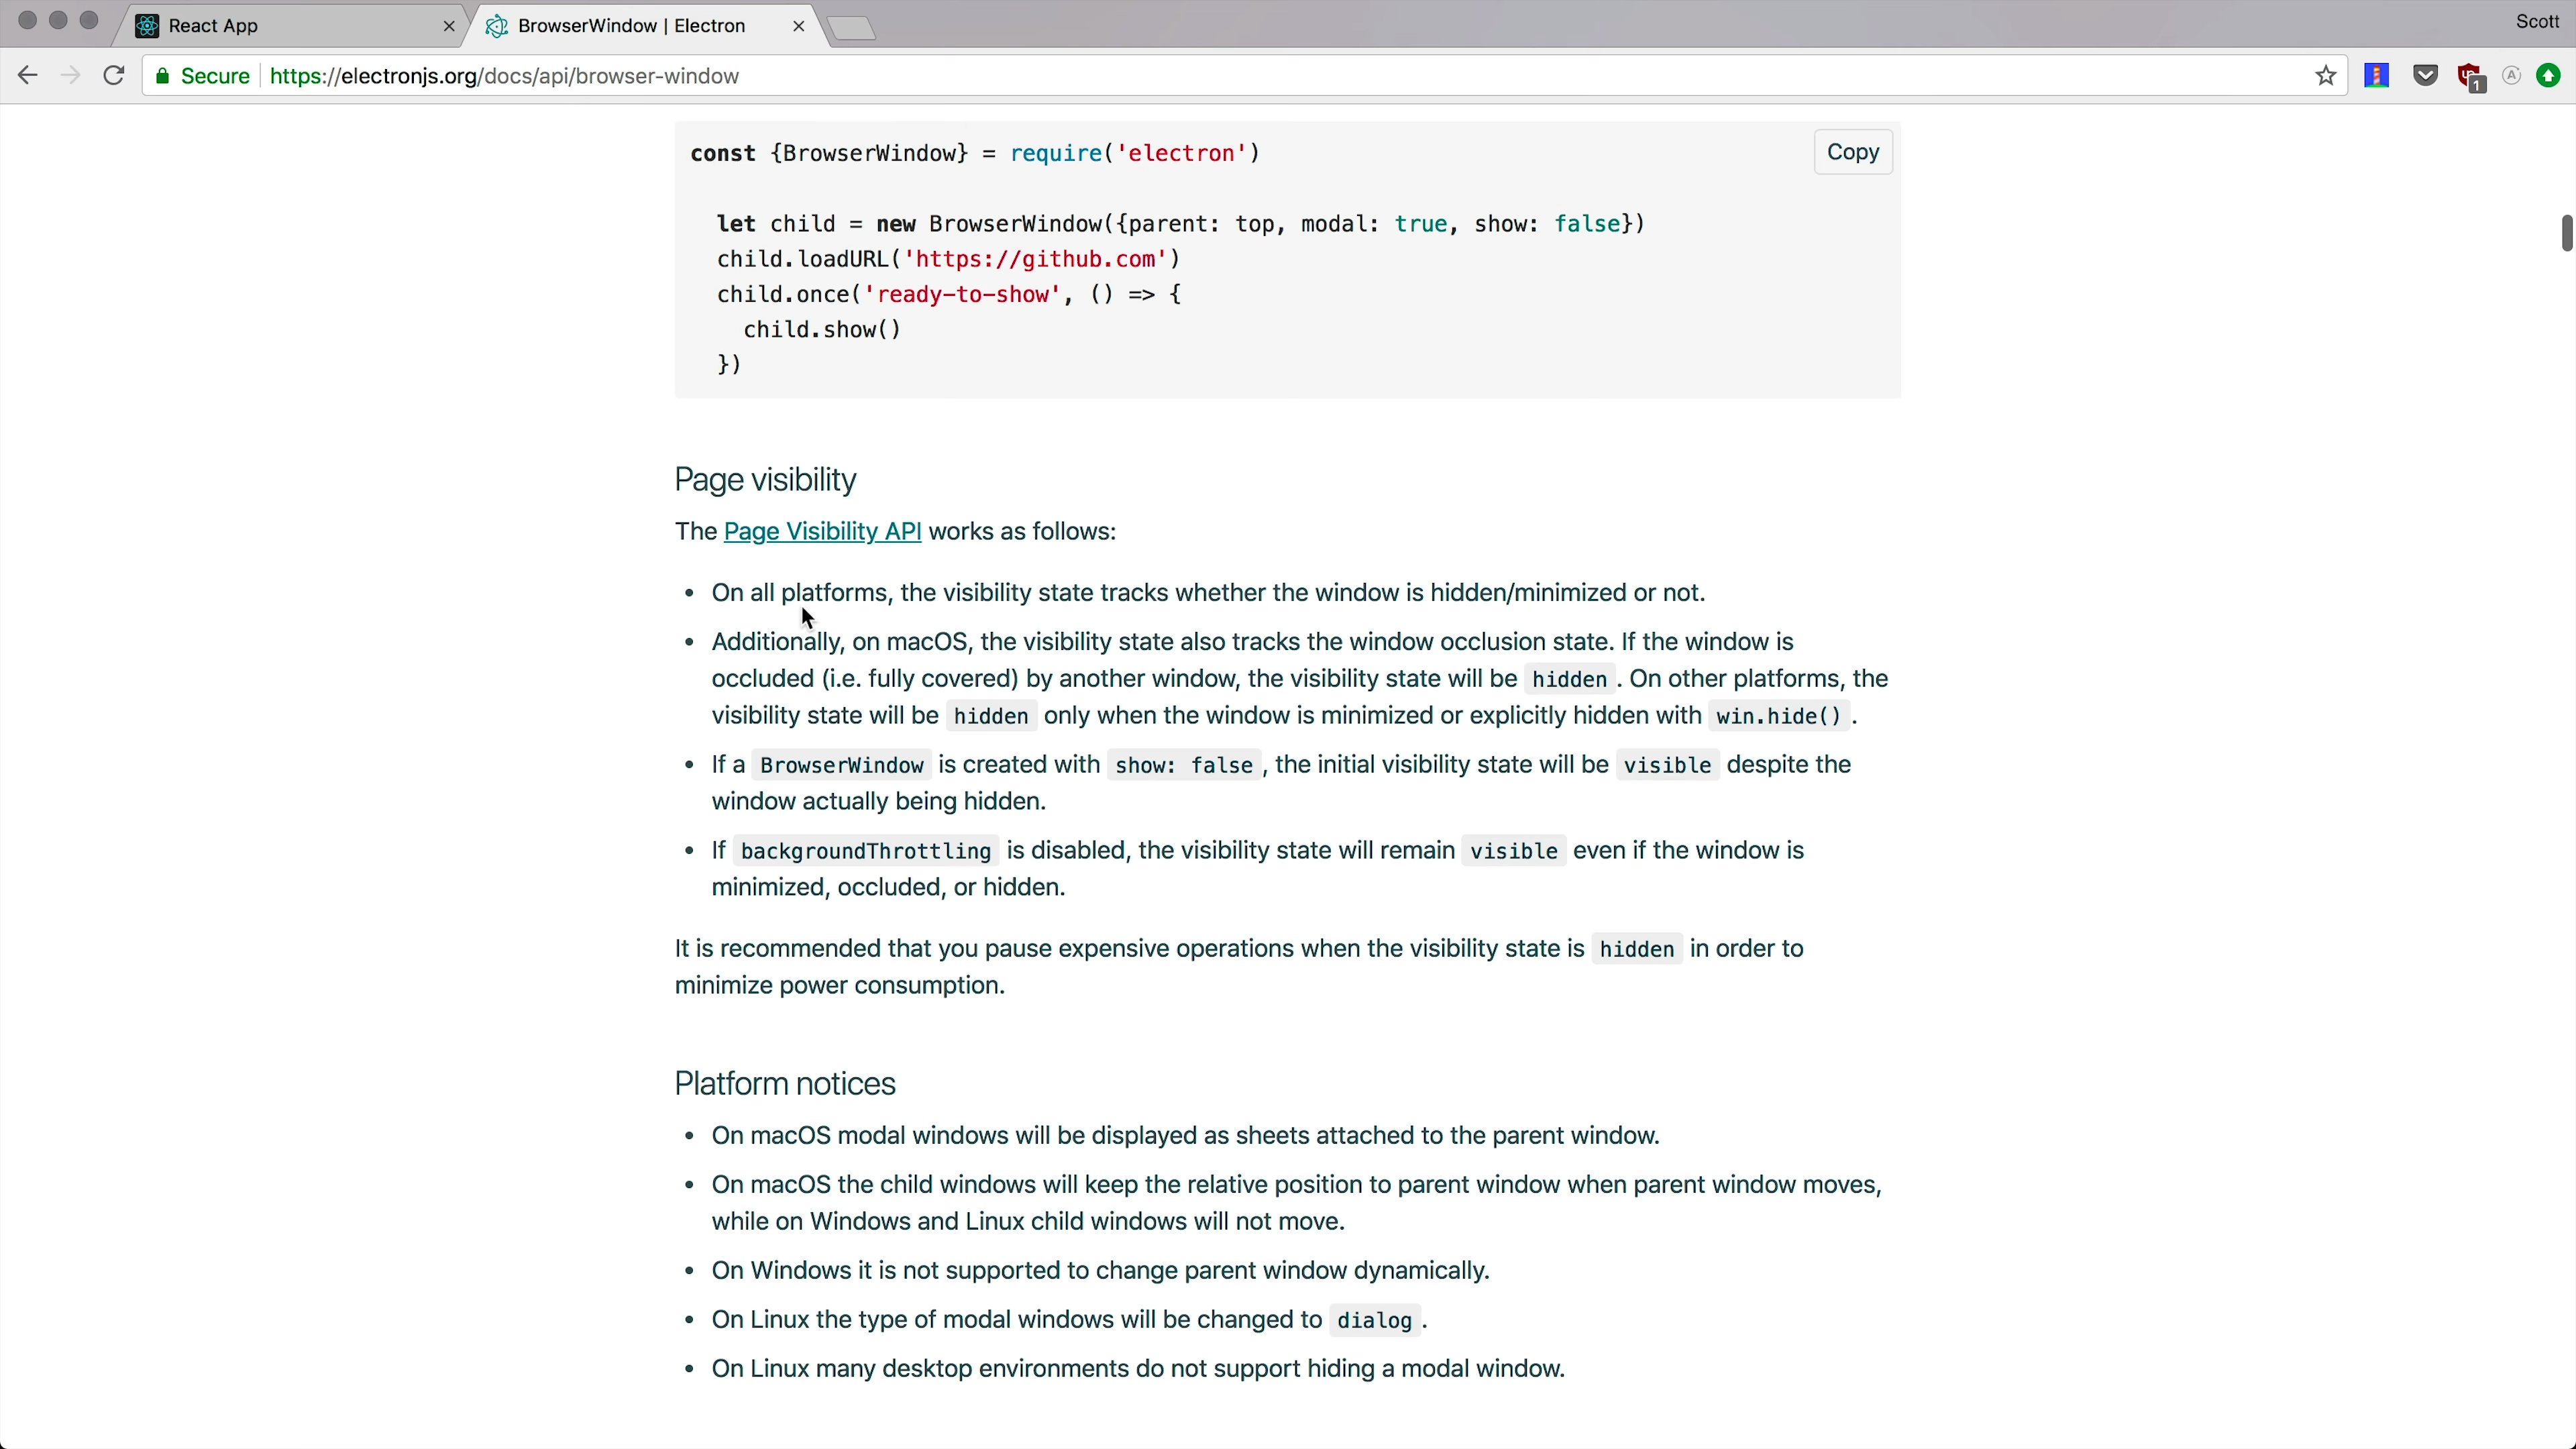 React App
BrowserWindow | Electron
Scott
Secure
https://electronjs.org/docs/api/browser-window
1
const {BrowserWindow} = require('electron')
Copy
let child = new BrowserWindow({parent: top, modal: true, show: false})
child.loadURL('https://github.com')
child.once('ready-to-show', () => {
child.show()
})
Page visibility
The Page Visibility API works as follows:
• On all platforms, the visibility state tracks whether the window is hidden/minimized or not.
• Additionally, on macOS, the visibility state also tracks the window occlusion state. If the window is
occluded (i.e. fully covered) by another window, the visibility state will be hidden. On other platforms, the
visibility state will be hidden only when the window is minimized or explicitly hidden with win.hide().
• If a BrowserWindow is created with show: false, the initial visibility state will be visible despite the
window actually being hidden.
• If backgroundThrottling is disabled, the visibility state will remain visible even if the window is
minimized, occluded, or hidden.
It is recommended that you pause expensive operations when the visibility state is hidden in order to
minimize power consumption.
Platform notices
• On macOS modal windows will be displayed as sheets attached to the parent window.
• On macOS the child windows will keep the relative position to parent window when parent window moves,
while on Windows and Linux child windows will not move.
• On Windows it is not supported to change parent window dynamically.
• On Linux the type of modal windows will be changed to dialog.
• On Linux many desktop environments do not support hiding a modal window.